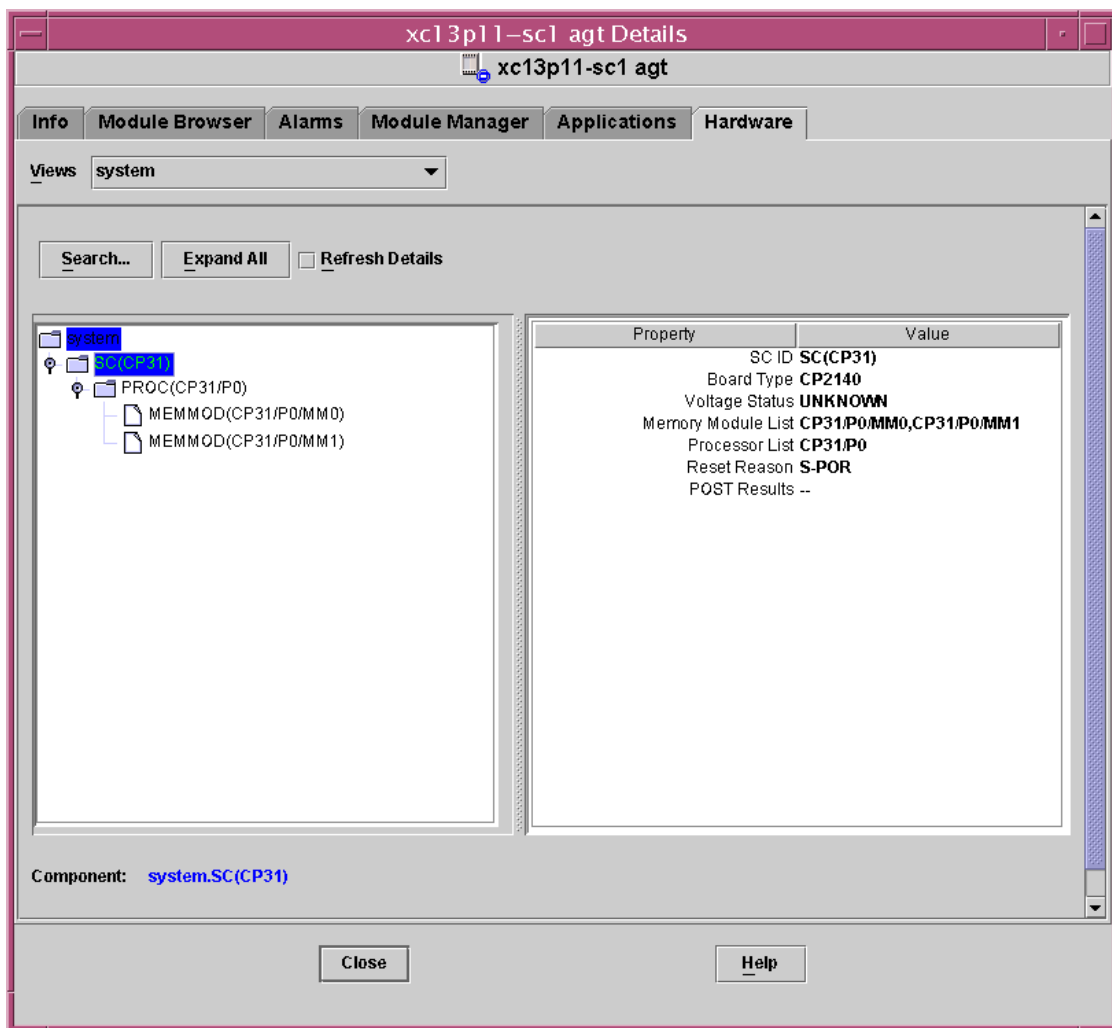 xc13p11-sc1 agt Details
xc13p11-sc1 agt
Info Module Browser Alarms Module Manager Applications Hardware
Views system
Search... Expand All Refresh Details
system
SC(CP31)
PROC(CP31/P0)
MEMMOD(CP31/P0/MM0)
MEMMOD(CP31/P0/MM1)
Property Value
SC ID SC(CP31)
Board Type CP2140
Voltage Status UNKNOWN
Memory Module List CP31/P0/MM0,CP31/P0/MM1
Processor List CP31/P0
Reset Reason S-POR
POST Results --
Component: system.SC(CP31)
Close Help